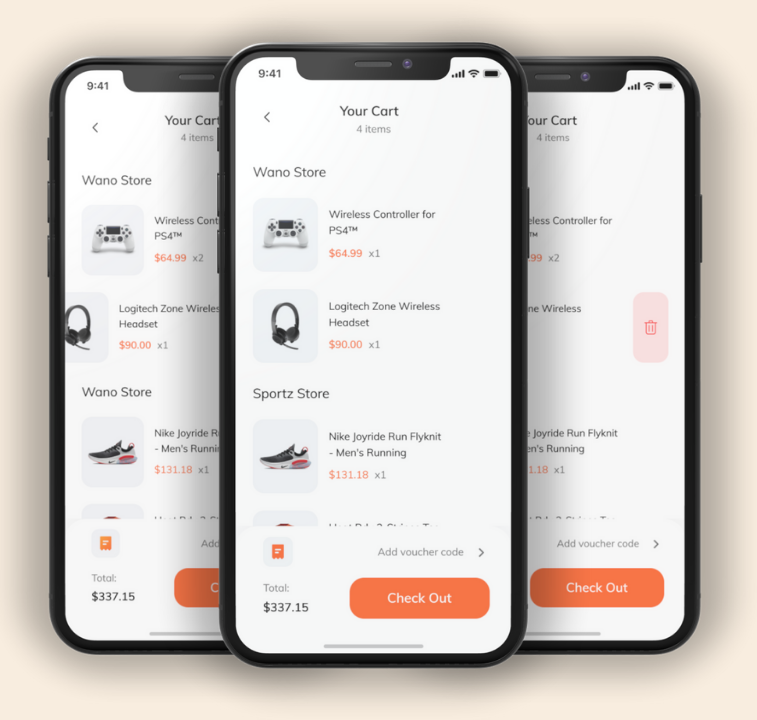 9:41
Your Cart
4 items
Wano Store
Wireless Cont
PS4™
$64.99 x2
Logitech Zone Wireles
Headset
$90.00 x1
Wano Store
Nike Joyride R
- Men's Runnin
$131.18 x1
Add
Total:
$337.15
C
9:41
Your Cart
4 items
Wano Store
Wireless Controller for
PS4™
$64.99 x1
Logitech Zone Wireless
Headset
$90.00 x1
Sportz Store
Nike Joyride Run Flyknit
- Men's Running
$131.18 x1
Add voucher code
Total:
$337.15
Check Out
our Cart
4 items
eless Controller for
™
.99 x2
ne Wireless
e Joyride Run Flyknit
en's Running
1.18 x1
Add voucher code
Check Out